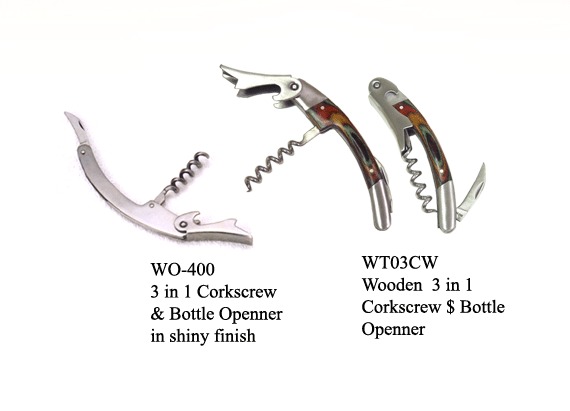 WO-400
3 in 1 Corkscrew
& Bottle Openner
in shiny finish
WT03CW
Wooden 3 in 1
Corkscrew $ Bottle
Openner